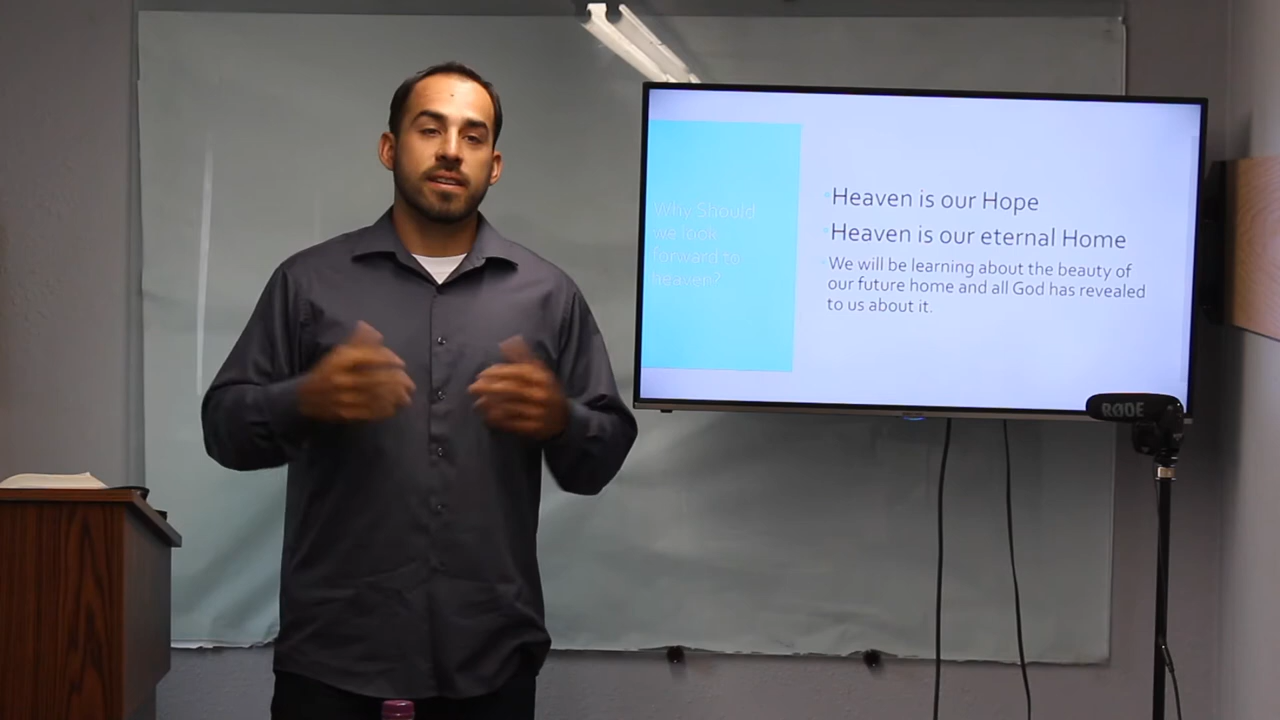 Why Should
we look
forward to
heaven?
Heaven is our Hope
Heaven is our eternal Home
We will be learning about the beauty of
our future home and all God has revealed
to us about it.
RØDE